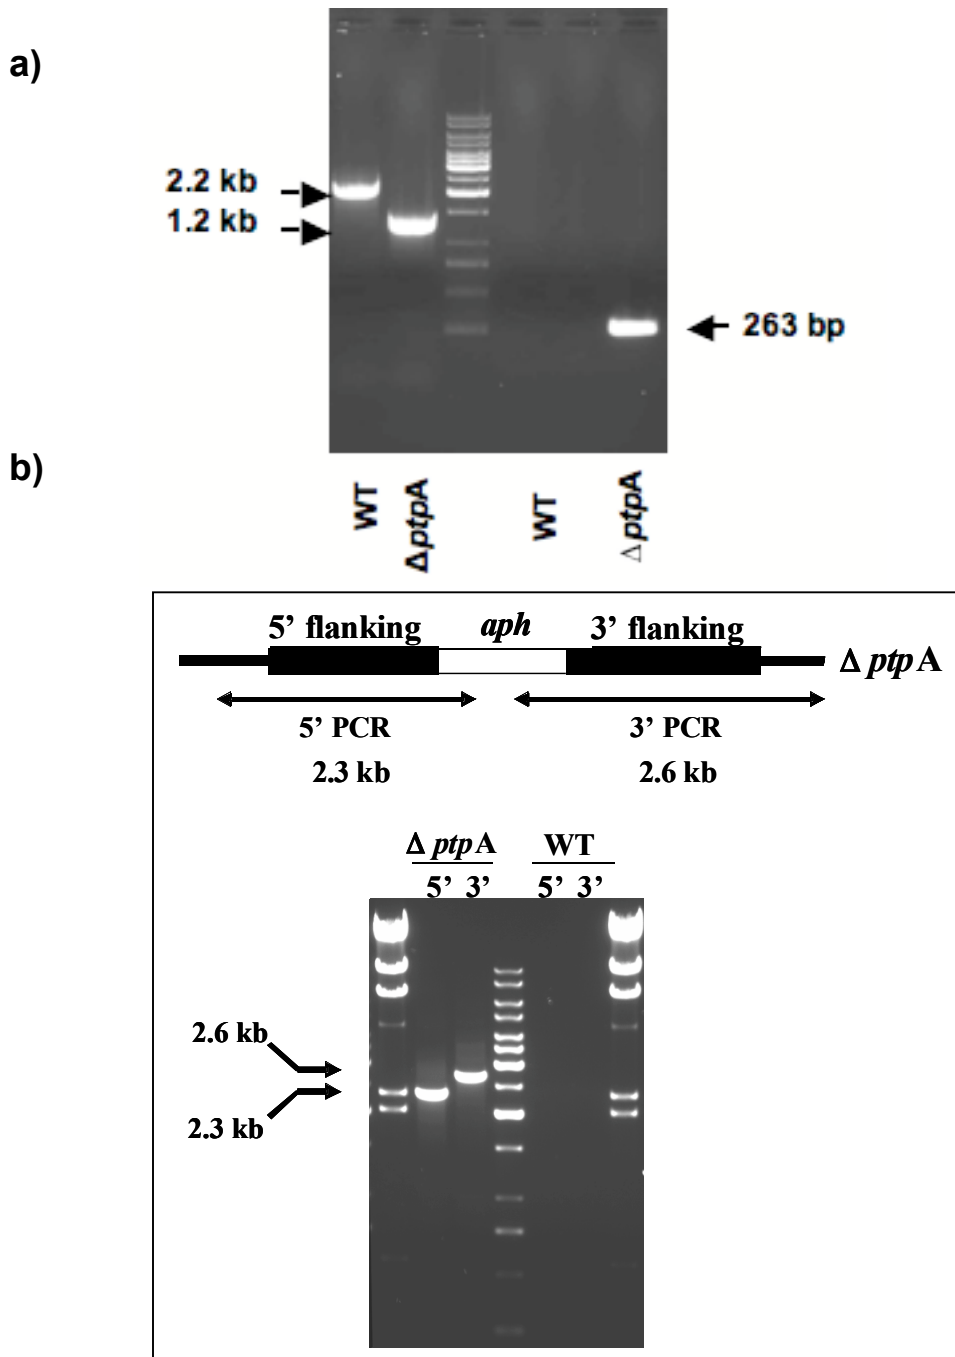 a)
2.2 kb
1.2 kb
263 bp
WT
ΔptpA
WT
ΔptpA
b)
5’ flanking
aph
3’ flanking
Δ ptpA
5’ PCR
3’ PCR
2.3 kb
2.6 kb
Δ ptpA
WT
5’ 3’
5’ 3’
2.6 kb
2.3 kb